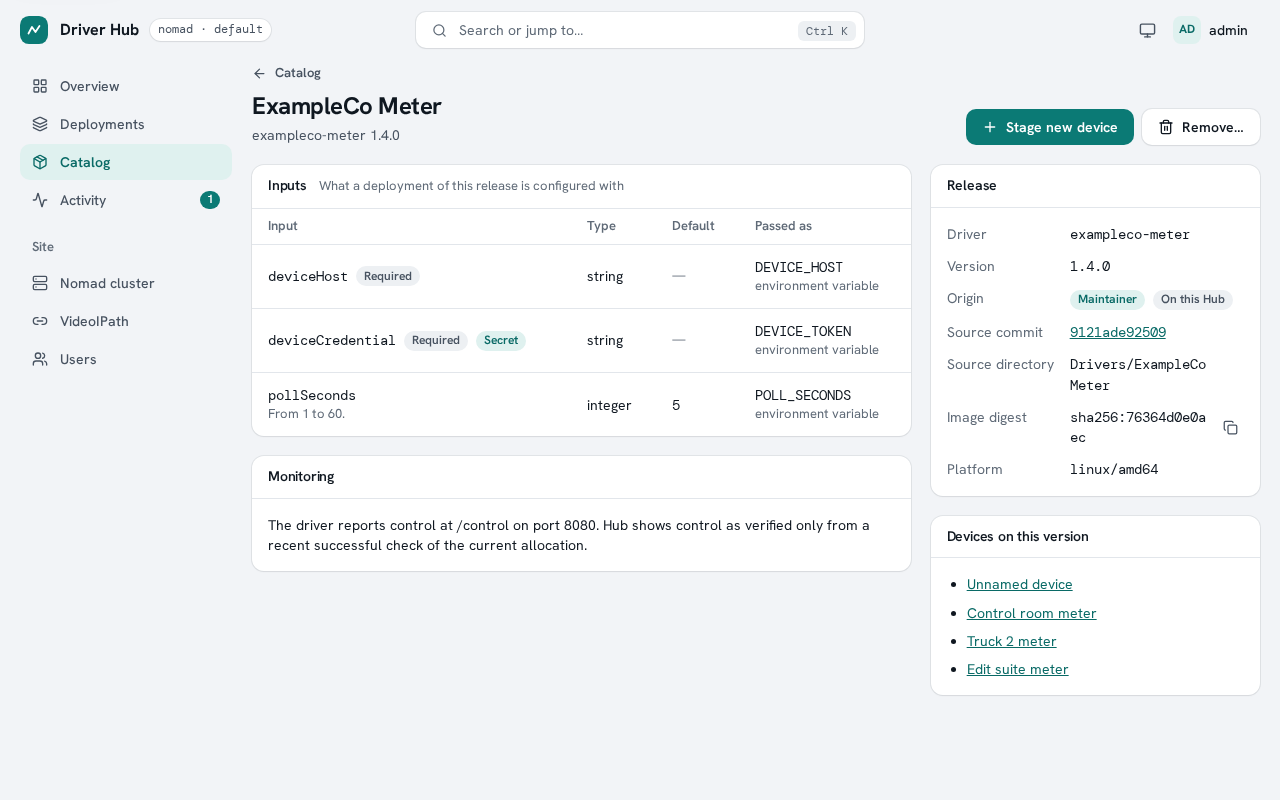 Driver Hub
nomad · default
Search or jump to...
Ctrl K
AD
admin
Overview
Deployments
Catalog
Activity
1
Site
Nomad cluster
VideoIPath
Users
Catalog
ExampleCo Meter
exampleco-meter 1.4.0
Stage new device
Remove...
Inputs What a deployment of this release is configured with
Input Type Default Passed as
deviceHost Required string — DEVICE_HOST
environment variable
deviceCredential Required Secret string — DEVICE_TOKEN
environment variable
pollSeconds
From 1 to 60.
integer 5 POLL_SECONDS
environment variable
Monitoring
The driver reports control at /control on port 8080. Hub shows control as verified only from a
recent successful check of the current allocation.
Release
Driver exampleco-meter
Version 1.4.0
Origin Maintainer On this Hub
Source commit 9121ade92509
Source directory Drivers/ExampleCo
Meter
Image digest sha256:76364d0e0a
ec
Platform linux/amd64
Devices on this version
Unnamed device
Control room meter
Truck 2 meter
Edit suite meter